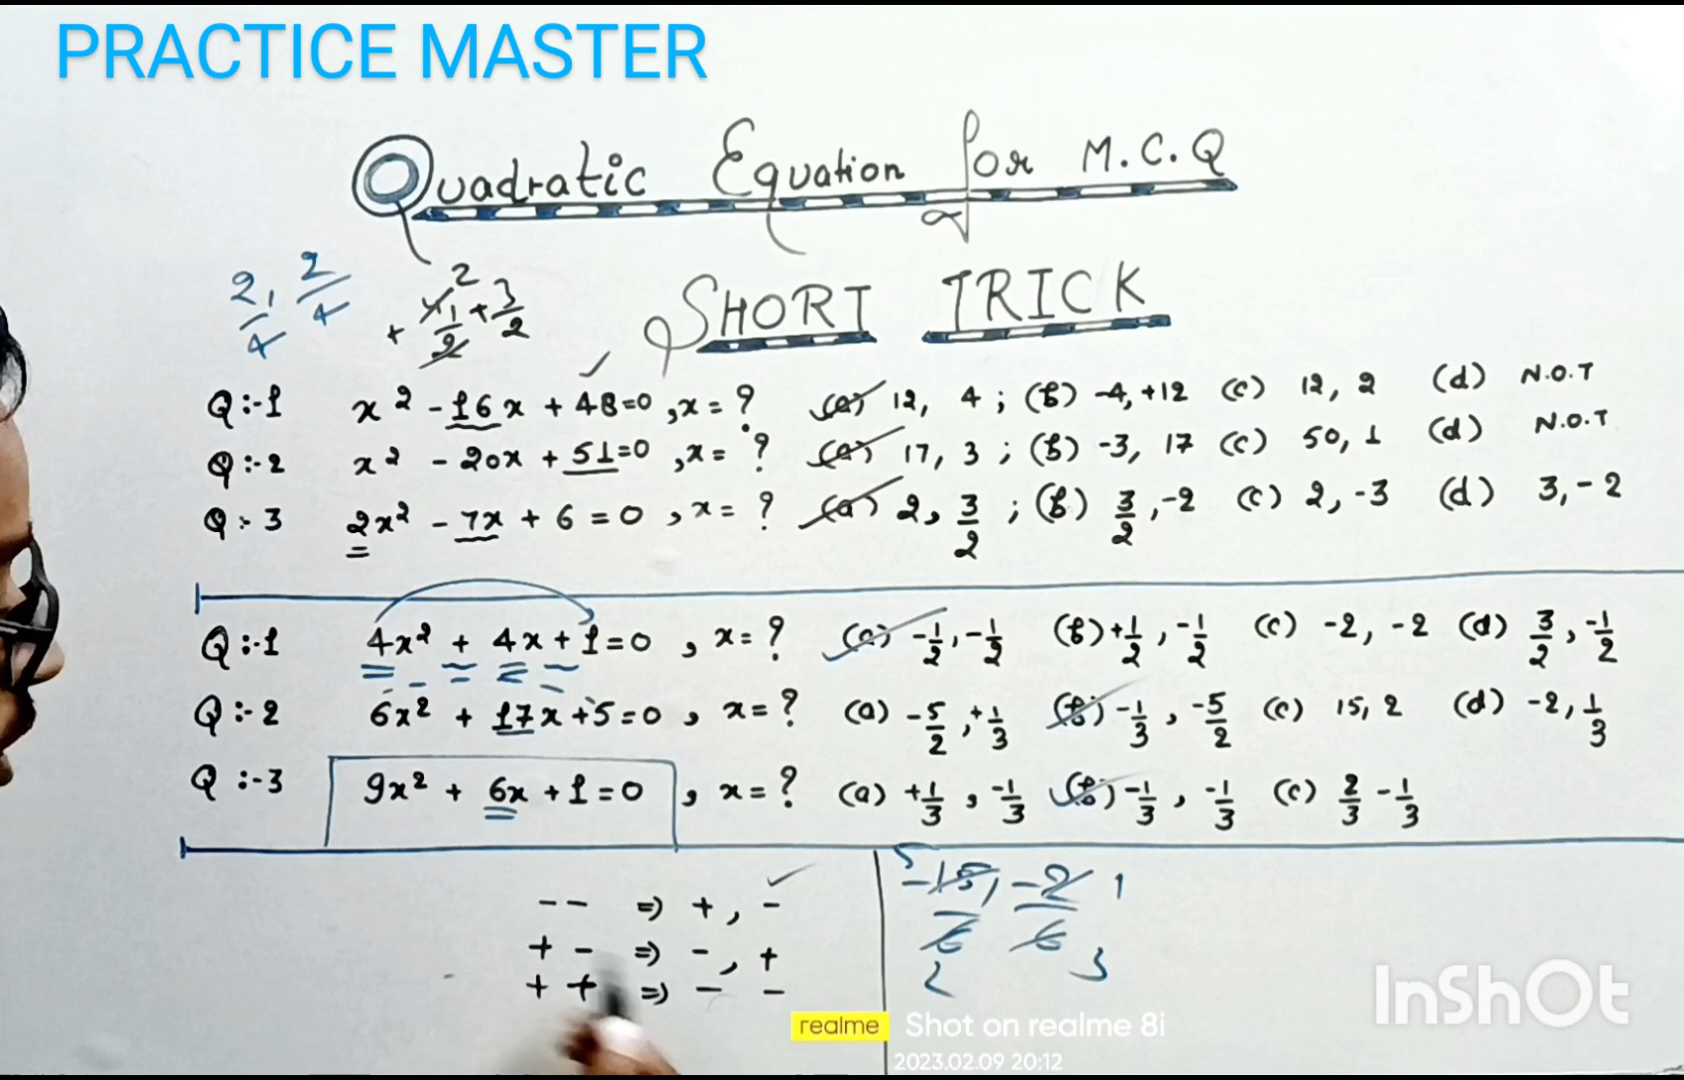 PRACTICE MASTER
Quadratic Equation for M.C.Q
SHORT TRICK
Q:-1 x² - 16x + 48=0, x = ? (a) 12, 4; (b) -4, +12 (c) 12, 2 (d) N.O.T
Q:-2 x² - 20x + 51=0, x = ? (a) 17, 3; (b) -3, 17 (c) 50, 1 (d) N.O.T
Q:-3 2x² - 7x + 6 = 0, x = ? (a) 2, 3/2; (b) 3/2, -2 (c) 2, -3 (d) 3, -2
Q:-1 4x² + 4x + 1 = 0, x = ? (a) -1/2, -1/2 (b) +1/2, -1/2 (c) -2, -2 (d) 3/2, -1/2
Q:-2 6x² + 17x + 5 = 0, x = ? (a) -5/2, +1/3 (b) -1/3, -5/2 (c) 15, 2 (d) -2, 1/3
Q:-3 9x² + 6x + 1 = 0, x = ? (a) +1/3, -1/3 (b) -1/3, -1/3 (c) 2/3 -1/3
-- => +, -
+ - => -, +
+ + => - -
InShOt
realme Shot on realme 8i
2023.02.09 20:12